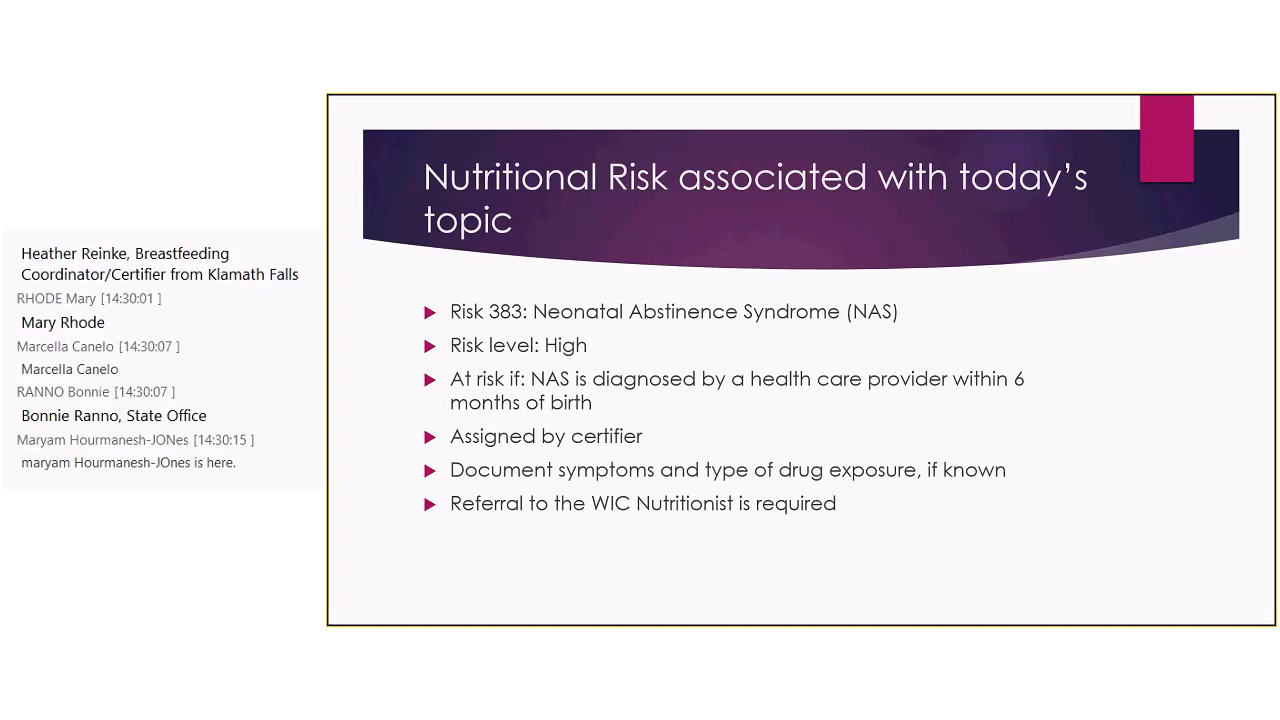 Heather Reinke, Breastfeeding
Coordinator/Certifier from Klamath Falls
RHODE Mary [14:30:01 ]
Mary Rhode
Marcella Canelo [14:30:07 ]
Marcella Canelo
RANNO Bonnie [14:30:07 ]
Bonnie Ranno, State Office
Maryam Hourmanesh-JONes [14:30:15 ]
maryam Hourmanesh-JOnes is here.
Nutritional Risk associated with today’s
topic
Risk 383: Neonatal Abstinence Syndrome (NAS)
Risk level: High
At risk if: NAS is diagnosed by a health care provider within 6
months of birth
Assigned by certifier
Document symptoms and type of drug exposure, if known
Referral to the WIC Nutritionist is required